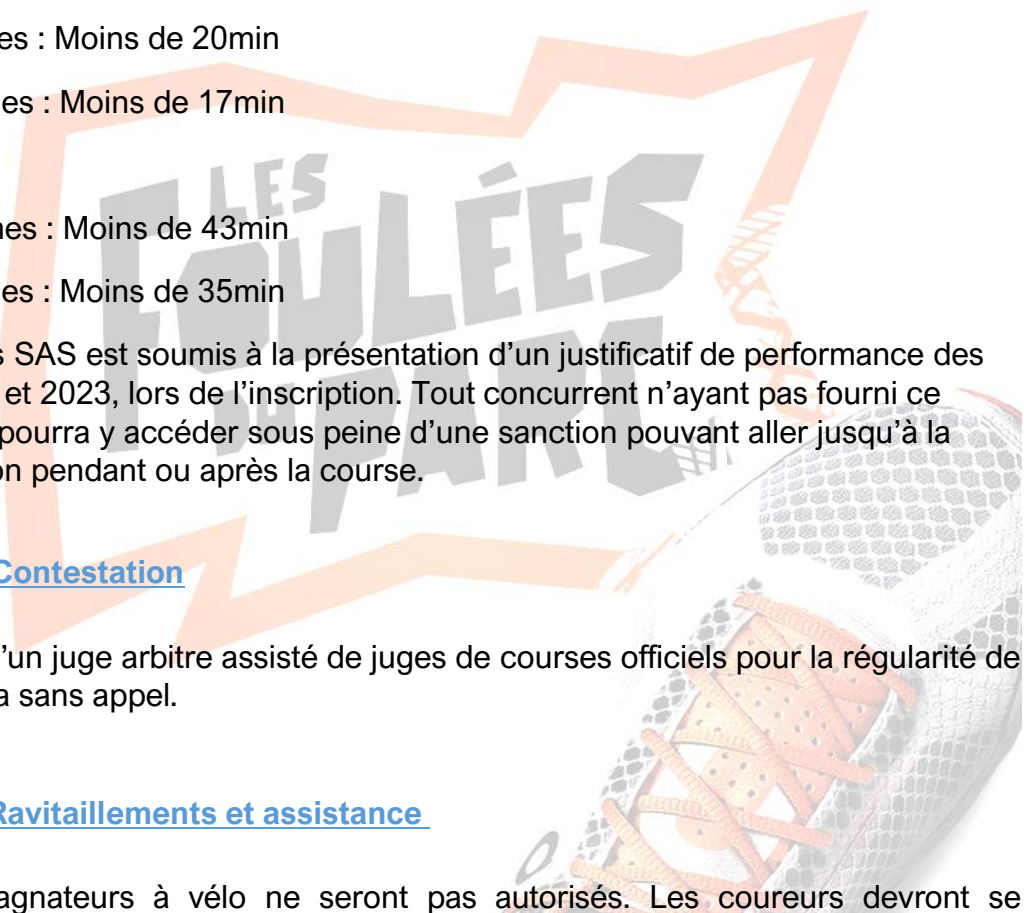 es : Moins de 20min
es : Moins de 17min
LES
FOULÉES
DU PARC
nes : Moins de 43min
es : Moins de 35min
s SAS est soumis à la présentation d’un justificatif de performance des
et 2023, lors de l’inscription. Tout concurrent n’ayant pas fourni ce
pourra y accéder sous peine d’une sanction pouvant aller jusqu’à la
on pendant ou après la course.
Contestation
’un juge arbitre assisté de juges de courses officiels pour la régularité de
a sans appel.
Ravitaillements et assistance
agnateurs à vélo ne seront pas autorisés. Les coureurs devront se